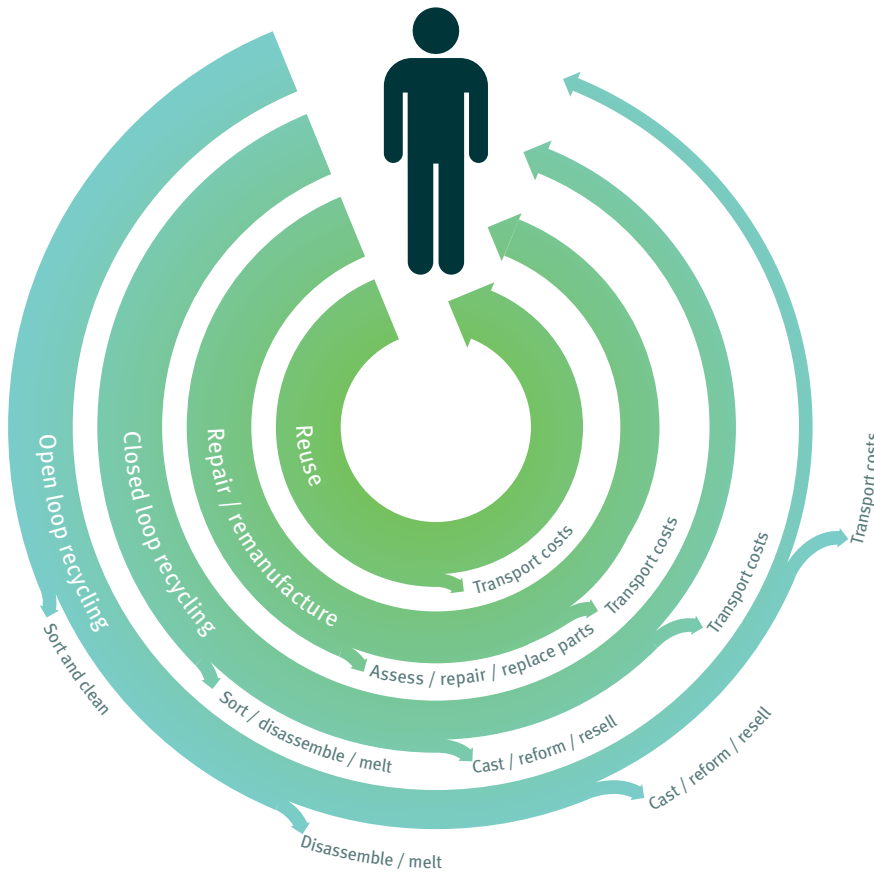 Open loop recycling
Closed loop recycling
Repair / remanufacture
Reuse
Transport costs
Transport costs
Assess / repair / replace parts
Transport costs
Sort / disassemble / melt
Cast / reform / resell
Transport costs
Sort and clean
Disassemble / melt
Cast / reform / resell